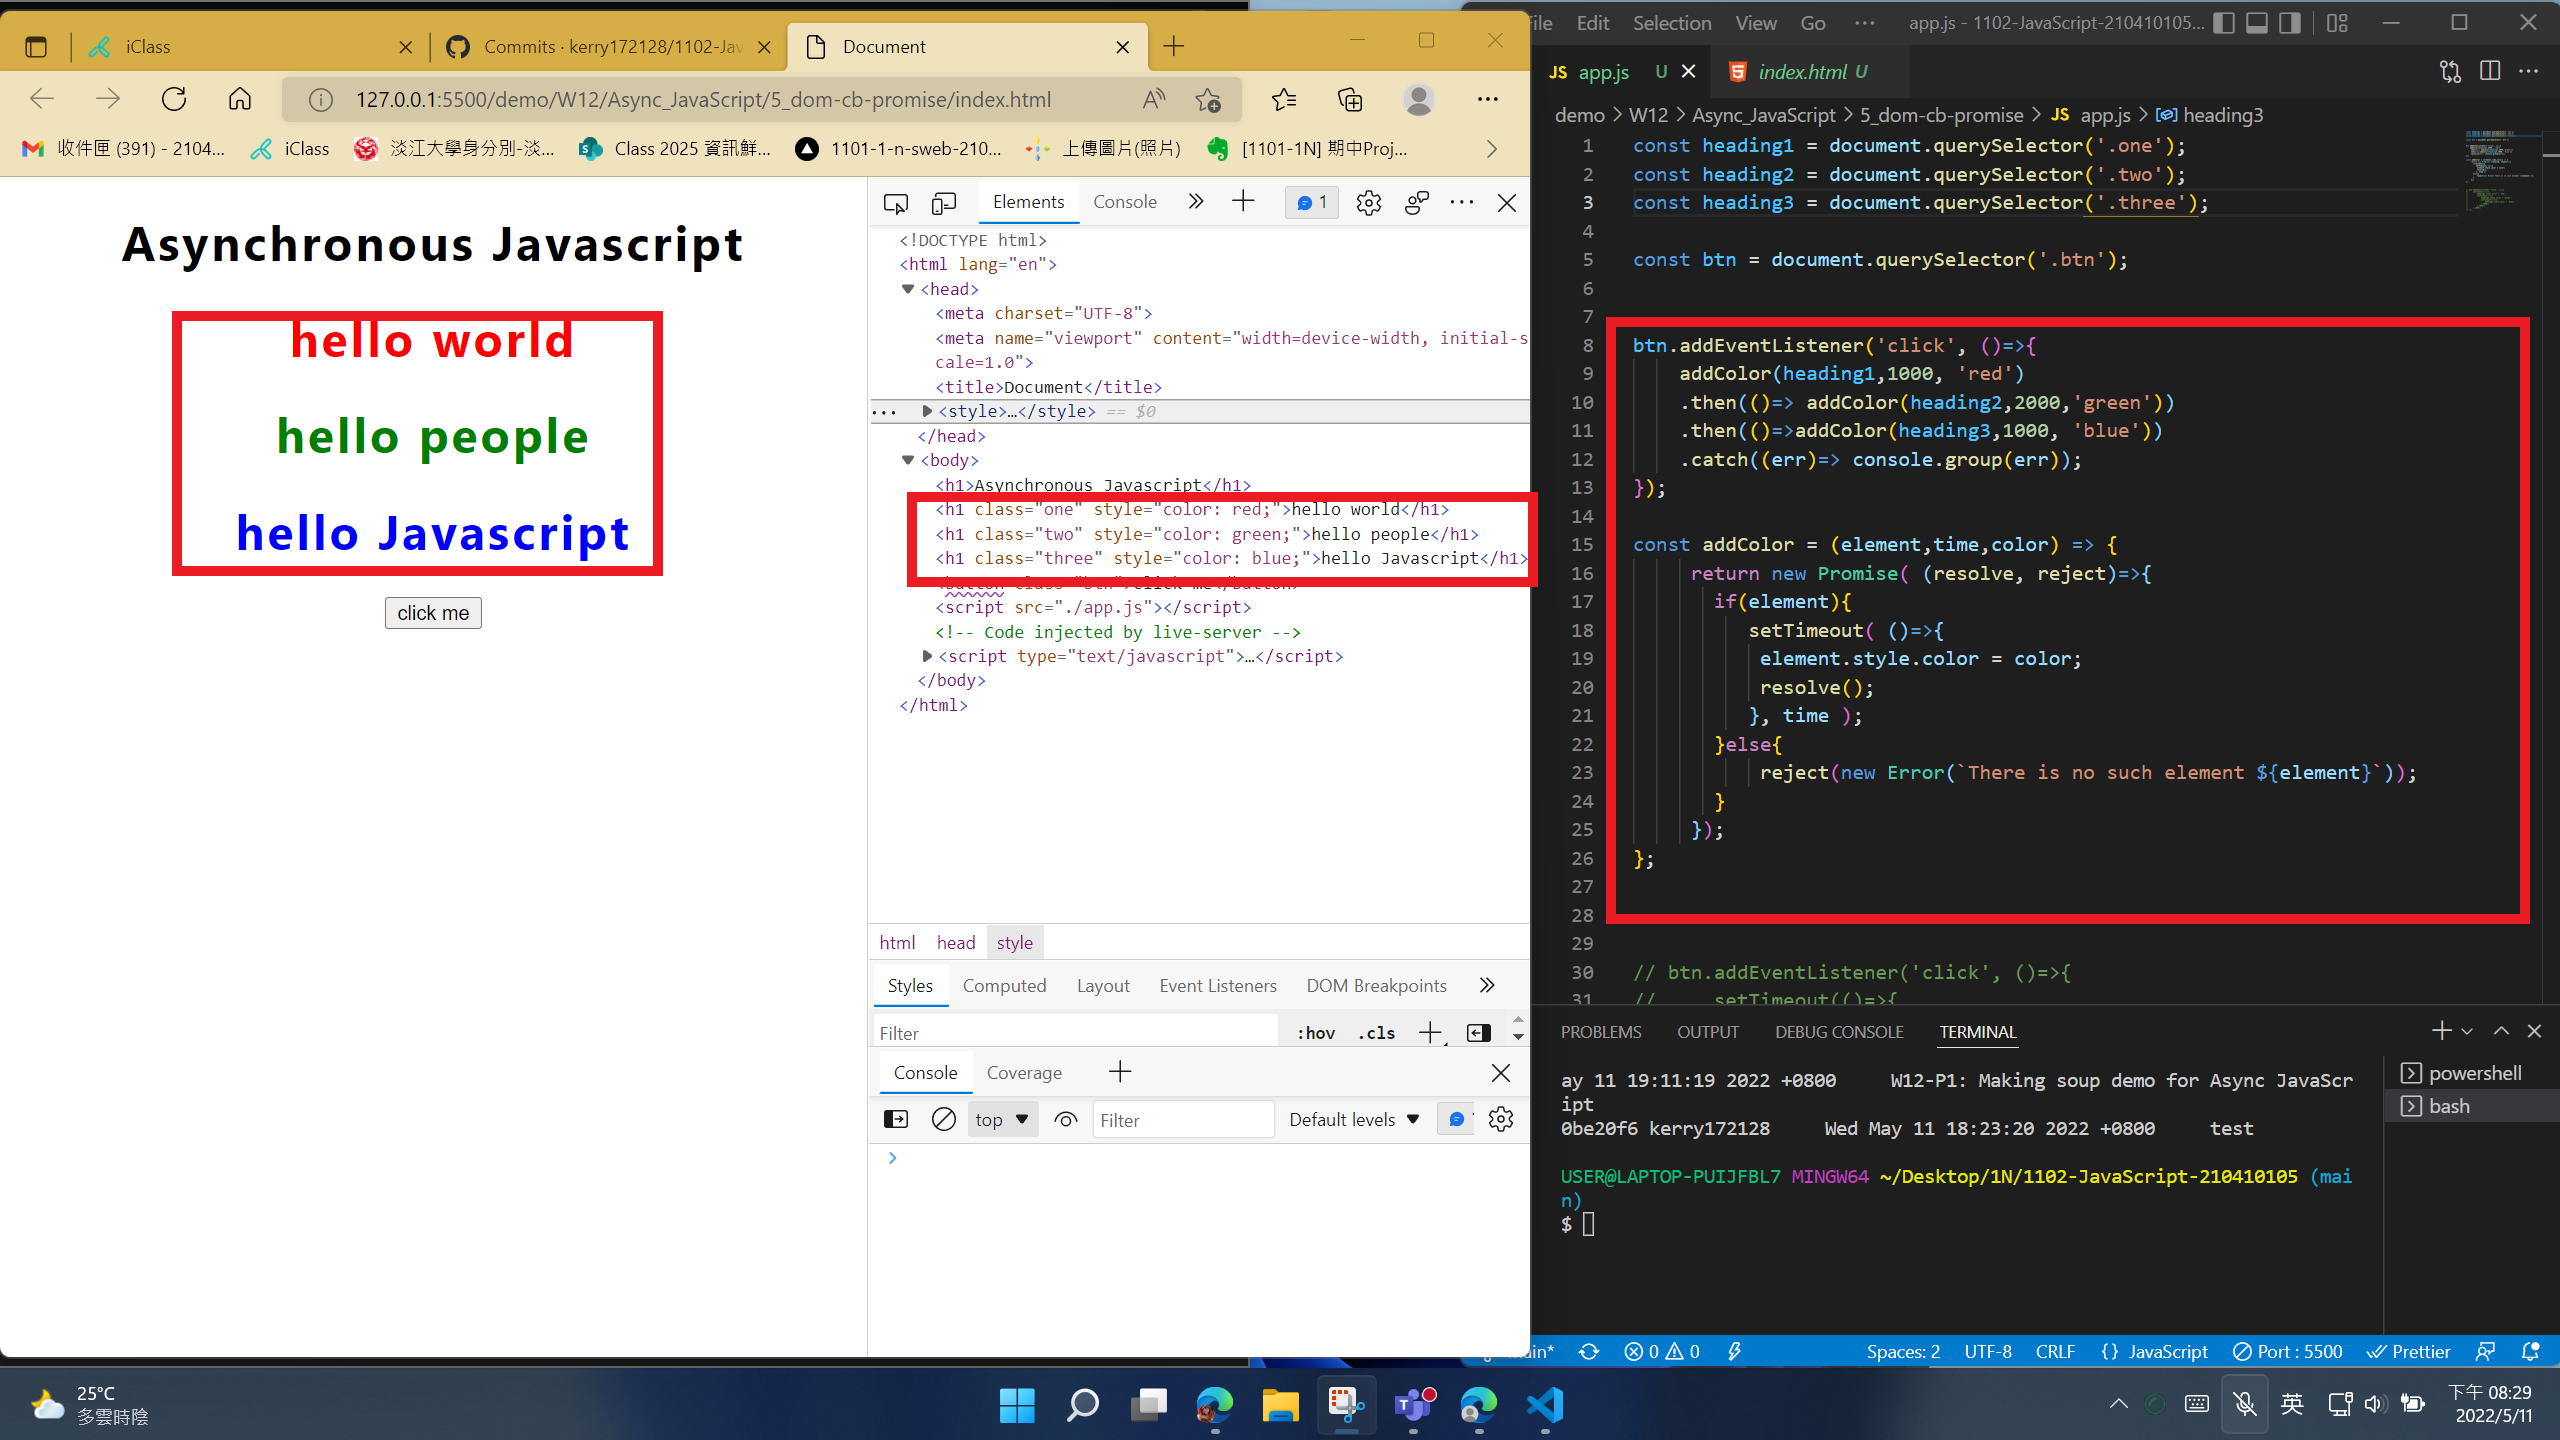 iClass
Commits · kerry172128/1102-Jav
Document
127.0.0.1:5500/demo/W12/Async_JavaScript/5_dom-cb-promise/index.html
收件匣 (391) - 2104...
iClass
淡江大學身分別-淡...
Class 2025 資訊鮮...
1101-1-n-sweb-210...
上傳圖片(照片)
[1101-1N] 期中Proj...
Asynchronous Javascript
hello world
hello people
hello Javascript
click me
Elements
Console
1
<!DOCTYPE html>
<html lang="en">
<head>
<meta charset="UTF-8">
<meta name="viewport" content="width=device-width, initial-s
cale=1.0">
<title>Document</title>
··· <style>…</style> == $0
</head>
<body>
<h1>Asynchronous Javascript</h1>
<h1 class="one" style="color: red;">hello world</h1>
<h1 class="two" style="color: green;">hello people</h1>
<h1 class="three" style="color: blue;">hello Javascript</h1>
<script src="./app.js"></script>
<!-- Code injected by live-server -->
<script type="text/javascript">…</script>
</body>
</html>
html head style
Styles Computed Layout Event Listeners DOM Breakpoints
Filter :hov .cls
Console Coverage
top Filter Default levels
File Edit Selection View Go ··· app.js - 1102-JavaScript-210410105...
JS app.js U
index.html U
demo > W12 > Async_JavaScript > 5_dom-cb-promise > JS app.js > heading3
1 const heading1 = document.querySelector('.one');
2 const heading2 = document.querySelector('.two');
3 const heading3 = document.querySelector('.three');
4
5 const btn = document.querySelector('.btn');
6
7
8 btn.addEventListener('click', ()=>{
9 addColor(heading1,1000, 'red')
10 .then(()=> addColor(heading2,2000,'green'))
11 .then(()=>addColor(heading3,1000, 'blue'))
12 .catch((err)=> console.group(err));
13 });
14
15 const addColor = (element,time,color) => {
16 return new Promise( (resolve, reject)=>{
17 if(element){
18 setTimeout( ()=>{
19 element.style.color = color;
20 resolve();
21 }, time );
22 }else{
23 reject(new Error(`There is no such element ${element}`));
24 }
25 });
26 };
27
28
29
30 // btn.addEventListener('click', ()=>{
31 // setTimeout(()=>{
PROBLEMS OUTPUT DEBUG CONSOLE TERMINAL
ay 11 19:11:19 2022 +0800 W12-P1: Making soup demo for Async JavaScr
ipt
0be20f6 kerry172128 Wed May 11 18:23:20 2022 +0800 test
USER@LAPTOP-PUIJFBL7 MINGW64 ~/Desktop/1N/1102-JavaScript-210410105 (mai
n)
$
powershell
bash
main* 0 0 Spaces: 2 UTF-8 CRLF {} JavaScript Port : 5500 Prettier
25°C
多雲時陰
英
下午 08:29
2022/5/11